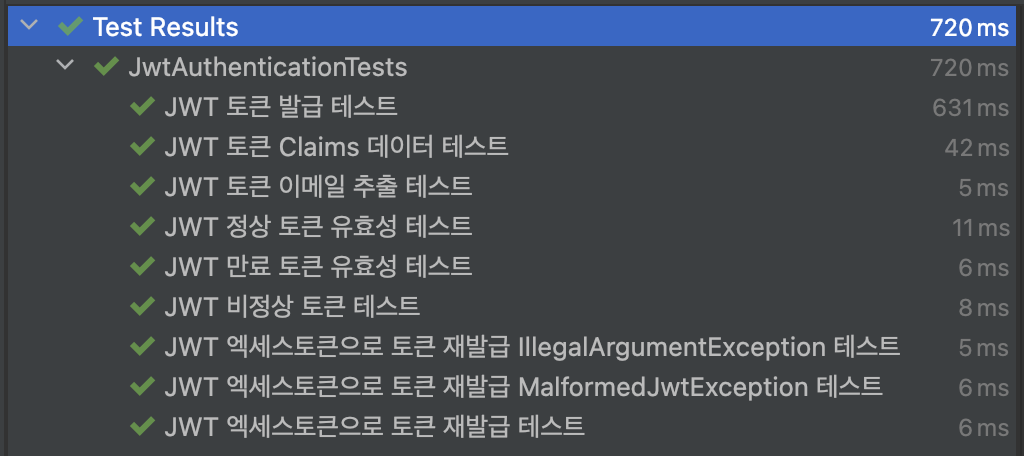 Test Results 720 ms
JwtAuthenticationTests 720 ms
JWT 토큰 발급 테스트 631 ms
JWT 토큰 Claims 데이터 테스트 42 ms
JWT 토큰 이메일 추출 테스트 5 ms
JWT 정상 토큰 유효성 테스트 11 ms
JWT 만료 토큰 유효성 테스트 6 ms
JWT 비정상 토큰 테스트 8 ms
JWT 엑세스토큰으로 토큰 재발급 IllegalArgumentException 테스트 5 ms
JWT 엑세스토큰으로 토큰 재발급 MalformedJwtException 테스트 6 ms
JWT 엑세스토큰으로 토큰 재발급 테스트 6 ms